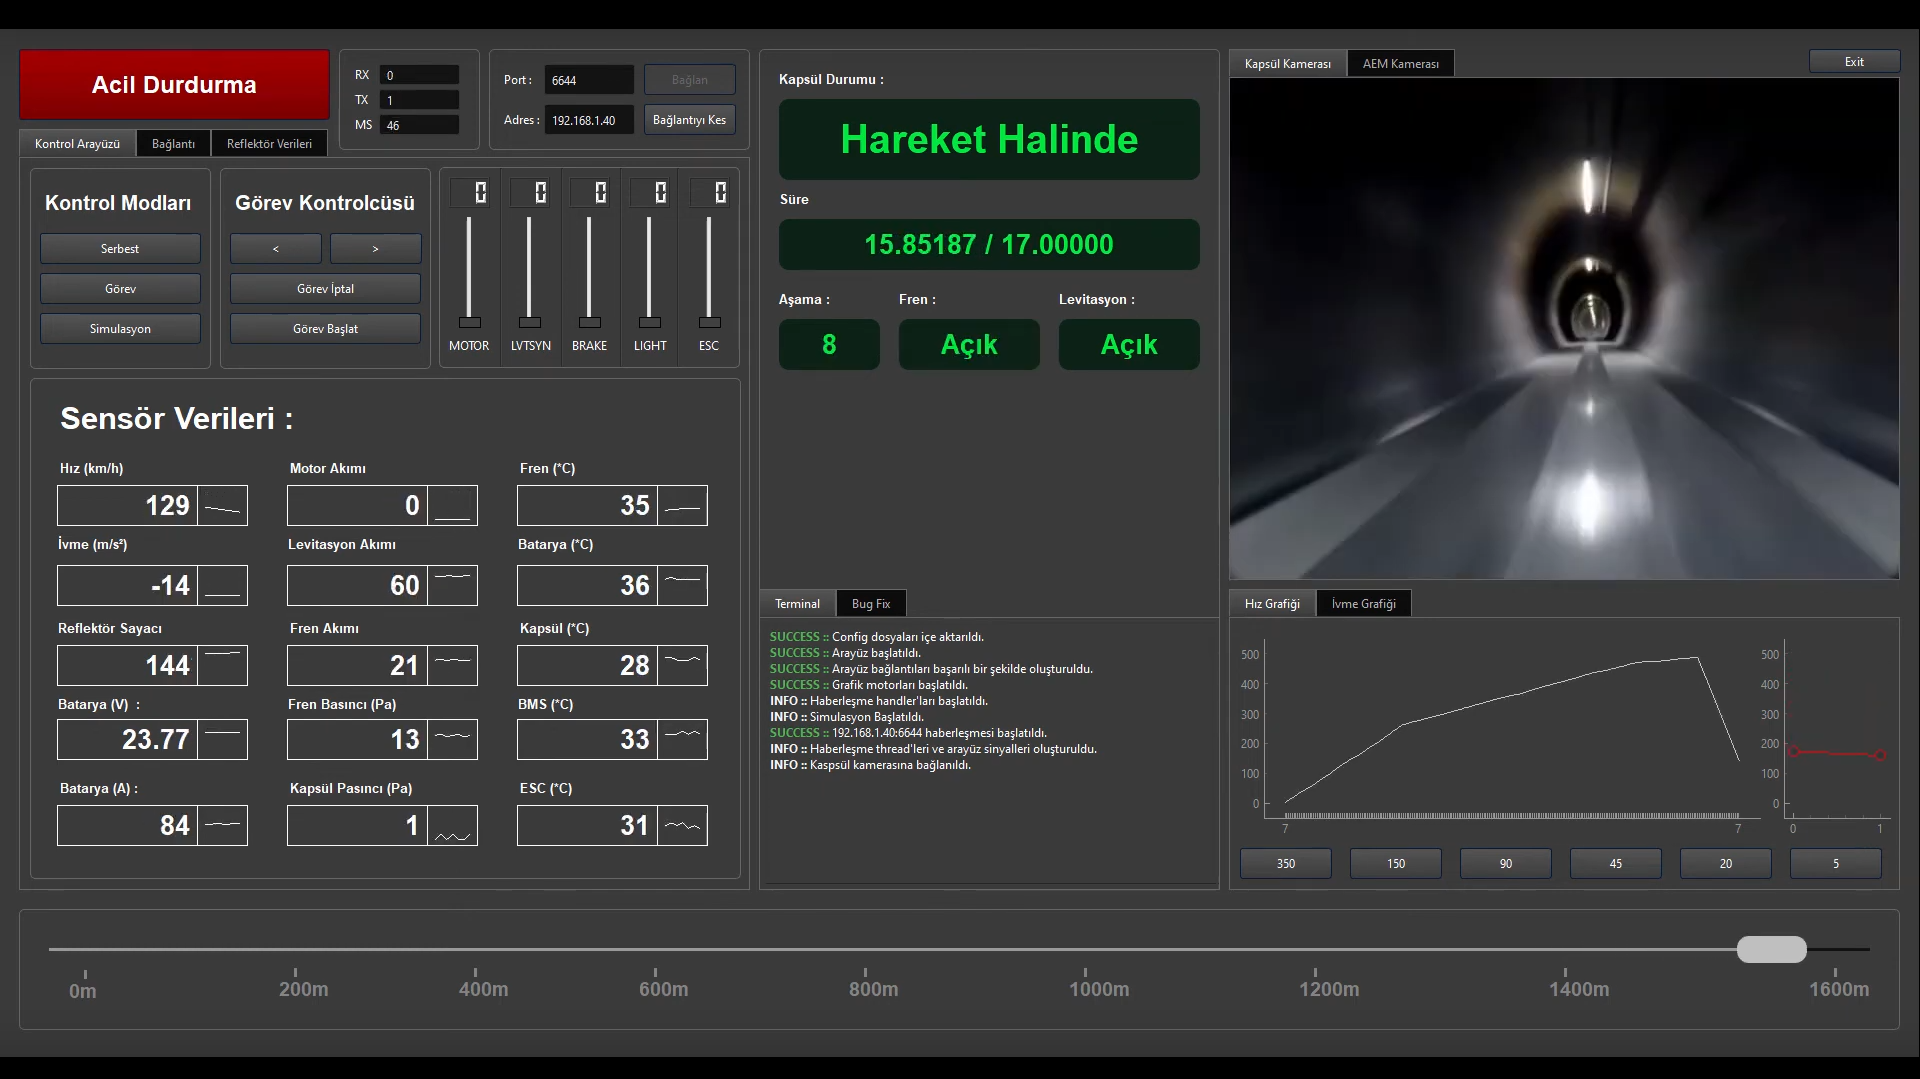 Acil Durdurma
RX 0
TX 1
MS 46
Port : 6644 Bağlan
Adres : 192.168.1.40 Bağlantıyı Kes
Kontrol Arayüzü Bağlantı Reflektör Verileri
Kontrol Modları
Serbest
Görev
Simulasyon
Görev Kontrolcüsü
< >
Görev İptal
Görev Başlat
0 0 0 0 0
MOTOR LVTSYN BRAKE LIGHT ESC
Sensör Verileri :
Hız (km/h) Motor Akımı Fren (*C)
129 0 35
İvme (m/s²) Levitasyon Akımı Batarya (*C)
-14 60 36
Reflektör Sayacı Fren Akımı Kapsül (*C)
144 21 28
Batarya (V) : Fren Basıncı (Pa) BMS (*C)
23.77 13 33
Batarya (A) : Kapsül Pasıncı (Pa) ESC (*C)
84 1 31
Kapsül Durumu :
Hareket Halinde
Süre
15.85187 / 17.00000
Aşama : Fren : Levitasyon :
8 Açık Açık
Terminal Bug Fix
SUCCESS :: Config dosyaları içe aktarıldı.
SUCCESS :: Arayüz başlatıldı.
SUCCESS :: Arayüz bağlantıları başarılı bir şekilde oluşturuldu.
SUCCESS :: Grafik motorları başlatıldı.
INFO :: Haberleşme handler'ları başlatıldı.
INFO :: Simulasyon Başlatıldı.
SUCCESS :: 192.168.1.40:6644 haberleşmesi başlatıldı.
INFO :: Haberleşme thread'leri ve arayüz sinyalleri oluşturuldu.
INFO :: Kaspsül kamerasına bağlanıldı.
Kapsül Kamerası AEM Kamerası Exit
Hız Grafiği İvme Grafiği
500 500
400 400
300 300
200 200
100 100
0 0
7 7 0 1
350 150 90 45 20 5
0m 200m 400m 600m 800m 1000m 1200m 1400m 1600m